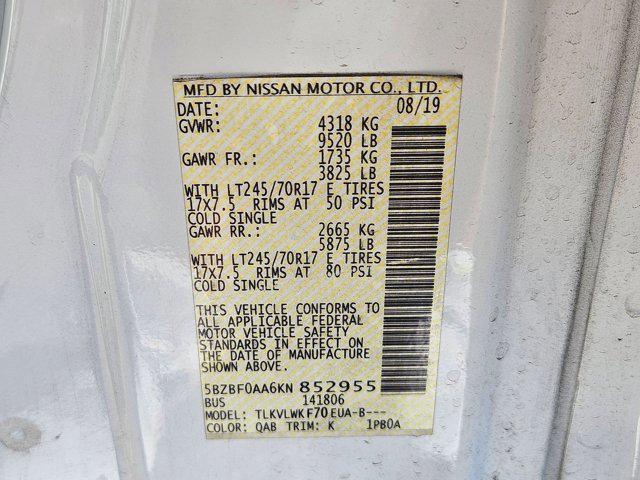 MFD BY NISSAN MOTOR CO., LTD.
DATE: 08/19
GVWR: 4318 KG
9520 LB
GAWR FR.: 1735 KG
3825 LB
WITH LT245/70R17 E TIRES
17x7.5 RIMS AT 50 PSI
COLD SINGLE
GAWR RR.: 2665 KG
5875 LB
WITH LT245/70R17 E TIRES
17x7.5 RIMS AT 80 PSI
COLD SINGLE
THIS VEHICLE CONFORMS TO
ALL APPLICABLE FEDERAL
MOTOR VEHICLE SAFETY
STANDARDS IN EFFECT ON
THE DATE OF MANUFACTURE
SHOWN ABOVE.
5BZBF0AA6KN 852955
BUS 141806
MODEL: TLKVLWK F70 EUA-B---
COLOR: QAB TRIM: K 1PB0A